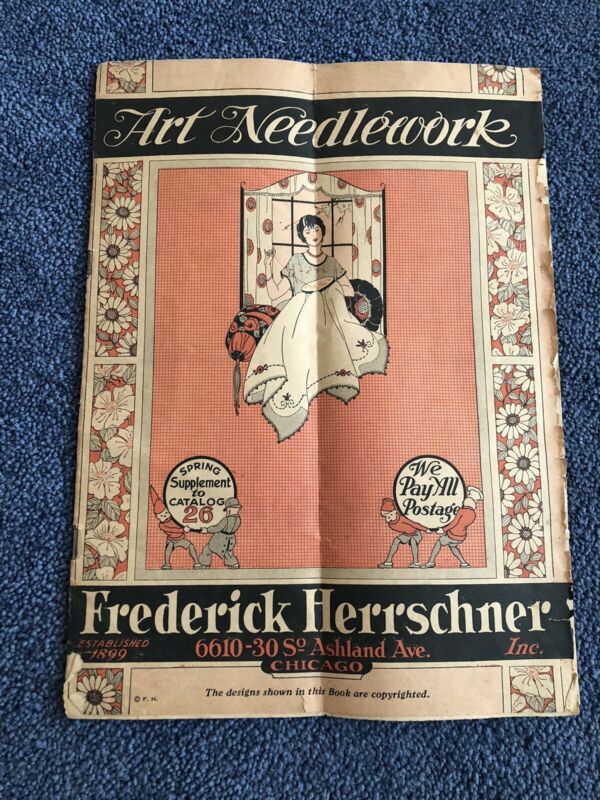 Art Needlework
SPRING
Supplement
to
CATALOG
26
We
Pay All
Postage
Frederick Herrschner
ESTABLISHED
1899
6610-30 So Ashland Ave.
Inc.
CHICAGO
© F. H.
The designs shown in this Book are copyrighted.